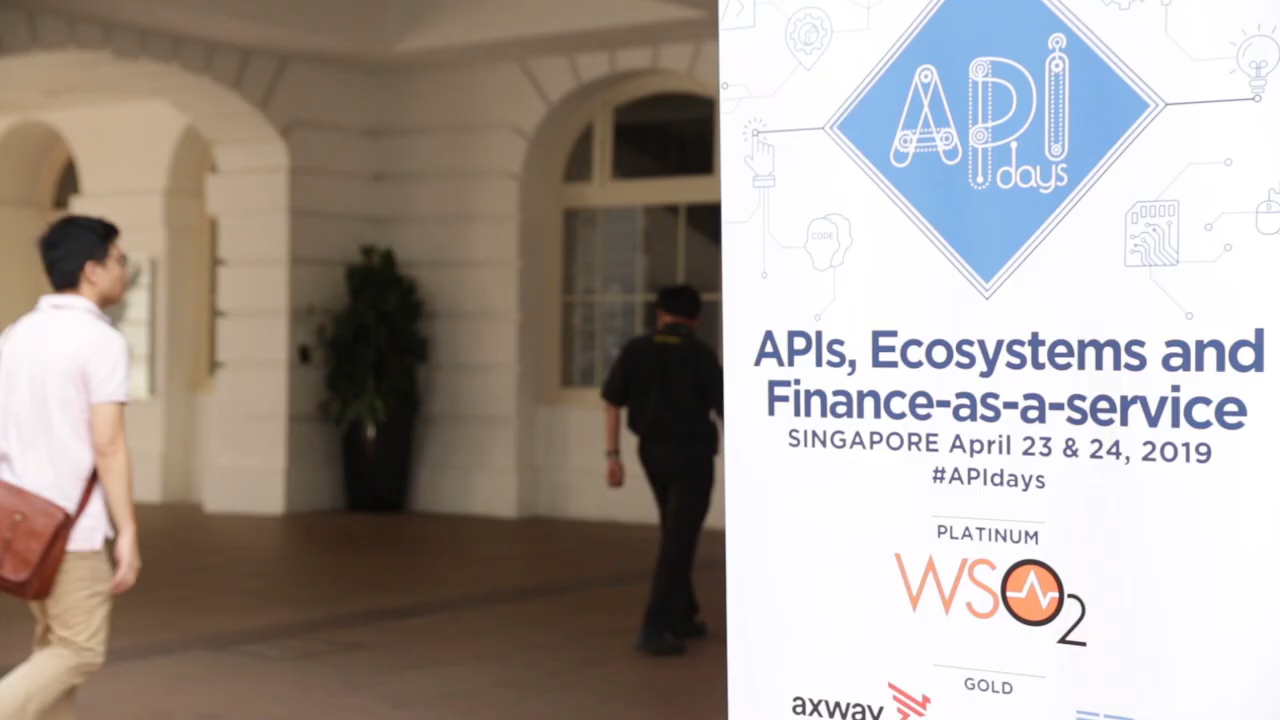 API
days
CODE
APIs, Ecosystems and
Finance-as-a-service
SINGAPORE April 23 & 24, 2019
#APIdays
PLATINUM
WSO2
GOLD
axway